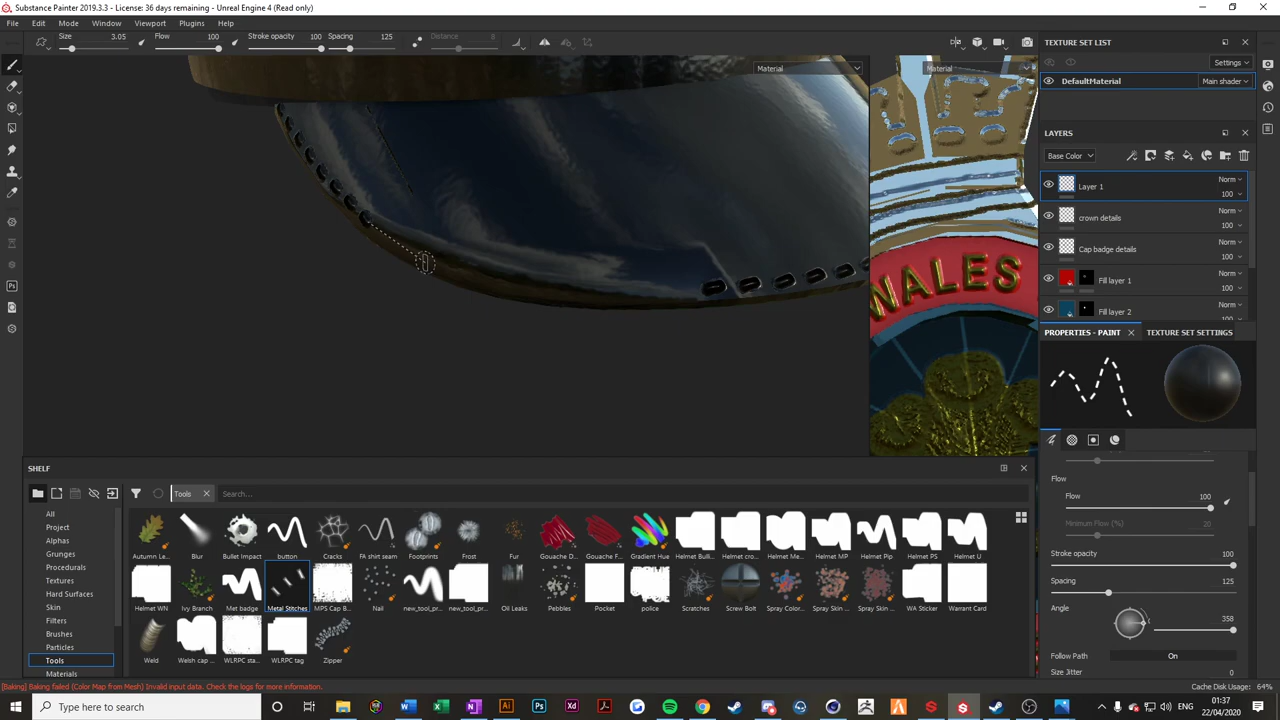 Substance Painter 2019.3.3 - License: 36 days remaining - Unreal Engine 4 (Read only)
File Edit Mode Window Viewport Plugins Help
Size 3.05 Flow 100 Stroke opacity 100 Spacing 125 Distance 8
Material
Material
NALES
TEXTURE SET LIST
Settings
DefaultMaterial Main shader
LAYERS
Base Color
Layer 1 Norm 100
crown details Norm 100
Cap badge details Norm 100
Fill layer 1 Norm 100
Fill layer 2 Norm 100
PROPERTIES - PAINT TEXTURE SET SETTINGS
Flow
Flow 100
Minimum Flow (%) 20
Stroke opacity 100
Spacing 125
Angle
358
Follow Path On
Size Jitter 0
SHELF
Tools Search...
All
Project
Alphas
Grunges
Procedurals
Textures
Hard Surfaces
Skin
Filters
Brushes
Particles
Tools
Materials
Autumn Le... Blur Bullet Impact button Cracks FA shirt seam Footprints Frost Fur Gouache D... Gouache F... Gradient Hue Helmet Bulli... Helmet cro... Helmet Me... Helmet MP Helmet Pip Helmet PS Helmet U
Helmet WN Ivy Branch Met badge Metal Stitches MPS Cap B... Nail new_tool_pr... new_tool_pr... Oil Leaks Pebbles Pocket police Scratches Screw Bolt Spray Color... Spray Skin ... Spray Skin ... WA Sticker Warrant Card
Weld Welsh cap ... WLRPC sta... WLRPC tag Zipper
[Baking] Baking failed (Color Map from Mesh) Invalid input data. Check the logs for more information.
Cache Disk Usage: 64%
Type here to search
ENG 01:37
22/04/2020